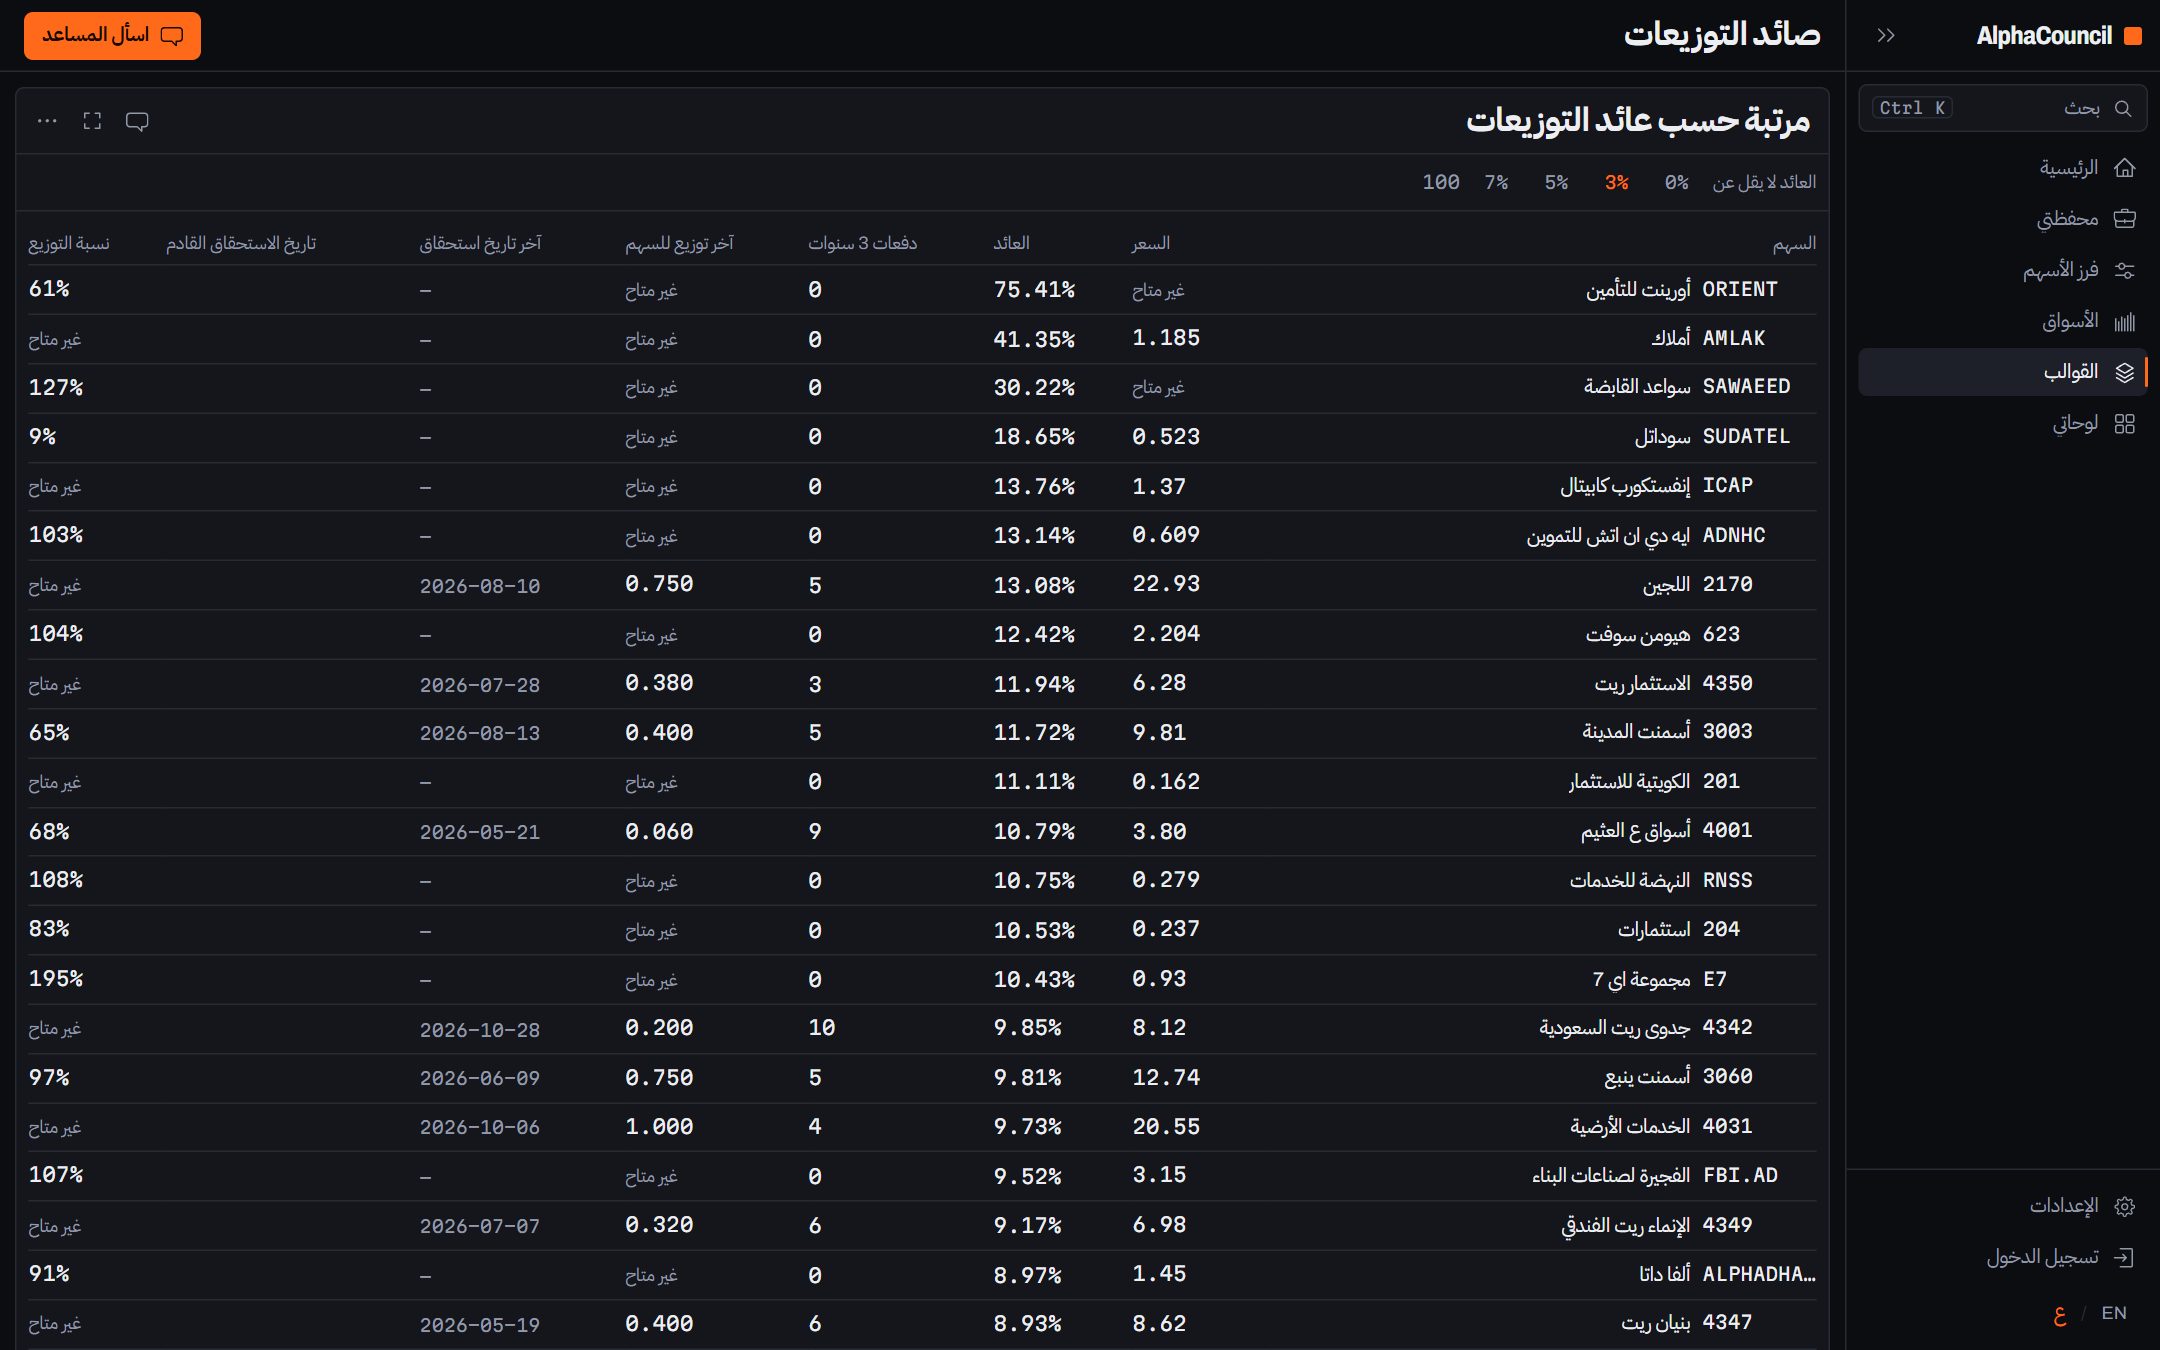 AlphaCouncil
صائد التوزيعات
اسأل المساعد
بحث Ctrl K
الرئيسية
محفظتي
فرز الأسهم
الأسواق
القوالب
لوحاتي
الإعدادات
تسجيل الدخول
EN / ع
مرتبة حسب عائد التوزيعات
العائد لا يقل عن 0% 3% 5% 7% 100
السهم السعر العائد دفعات 3 سنوات آخر توزيع للسهم آخر تاريخ استحقاق تاريخ الاستحقاق القادم نسبة التوزيع
ORIENT أورينت للتأمين غير متاح 75.41% 0 غير متاح – 61%
AMLAK أملاك 1.185 41.35% 0 غير متاح – غير متاح
SAWAEED سواعد القابضة غير متاح 30.22% 0 غير متاح – 127%
SUDATEL سوداتل 0.523 18.65% 0 غير متاح – 9%
ICAP إنفستكورب كابيتال 1.37 13.76% 0 غير متاح – غير متاح
ADNHC ايه دي ان اتش للتموين 0.609 13.14% 0 غير متاح – 103%
2170 اللجين 22.93 13.08% 5 0.750 2026-08-10 غير متاح
623 هيومن سوفت 2.204 12.42% 0 غير متاح – 104%
4350 الاستثمار ريت 6.28 11.94% 3 0.380 2026-07-28 غير متاح
3003 أسمنت المدينة 9.81 11.72% 5 0.400 2026-08-13 65%
201 الكويتية للاستثمار 0.162 11.11% 0 غير متاح – غير متاح
4001 أسواق ع العثيم 3.80 10.79% 9 0.060 2026-05-21 68%
RNSS النهضة للخدمات 0.279 10.75% 0 غير متاح – 108%
204 استثمارات 0.237 10.53% 0 غير متاح – 83%
E7 مجموعة اي 7 0.93 10.43% 0 غير متاح – 195%
4342 جدوى ريت السعودية 8.12 9.85% 10 0.200 2026-10-28 غير متاح
3060 أسمنت ينبع 12.74 9.81% 5 0.750 2026-06-09 97%
4031 الخدمات الأرضية 20.55 9.73% 4 1.000 2026-10-06 غير متاح
FBI.AD الفجيرة لصناعات البناء 3.15 9.52% 0 غير متاح – 107%
4349 الإنماء ريت الفندقي 6.98 9.17% 6 0.320 2026-07-07 غير متاح
ALPHADHA... ألفا داتا 1.45 8.97% 0 غير متاح – 91%
4347 بنيان ريت 8.62 8.93% 6 0.400 2026-05-19 غير متاح